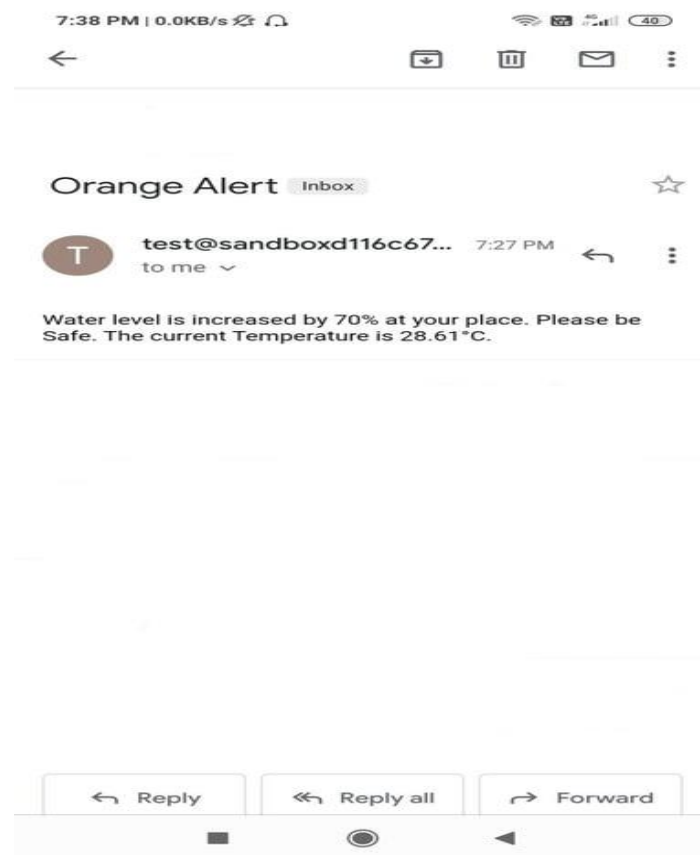 7:38 PM | 0.0KB/s
4G
40
Orange Alert Inbox
T
test@sandboxd116c67... 7:27 PM
to me
Water level is increased by 70% at your place. Please be
Safe. The current Temperature is 28.61°C.
Reply Reply all Forward